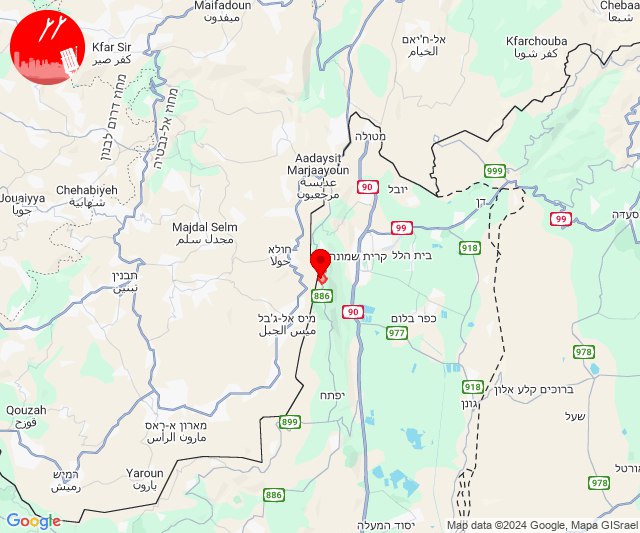 Maifadoun
ميفدون
אל-ח'יאם
الخيام
Kfarchouba
كفر شوبا
Chebaa
شبعا
Kfar Sir
كفر صير
מחוז דרום לבנון
מחוז אל-נבטיה
מטולה
Aadaysit
Marjaayoun
عديسة
مرجعيون
999
90
יובל
דן
Jouaiyya
جويا
Chehabiyeh
شهابية
99
99
סעדה
Majdal Selm
مجدل سلم
918
חולא
حولا
קרית שמונה
בית הלל
תבנין
تبنين
886
90
מיס אל-ג'בל
ميس الجبل
כפר בלום
977
978
918
ברוכים קלע אלון
יפתח
גונן
Qouzah
قوزح
899
מארון א-ראס
مارون الراس
שעל
רמיש
رميش
Yaroun
يارون
886
978
יסוד המעלה
Google
Map data ©2024 Google, Mapa GISrael